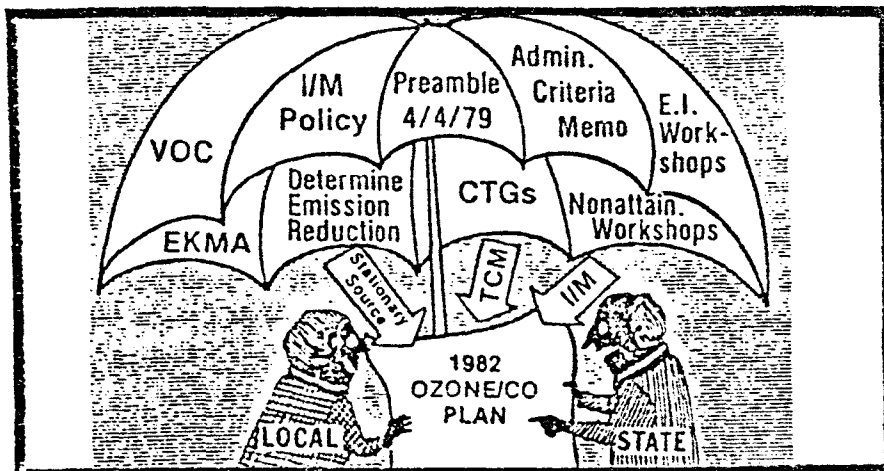 VOC
I/M
Policy
Preamble
4/4/79
Admin.
Criteria
Memo
E.I.
Work-
shops
EKMA
Determine
Emission
Reduction
CTGs
Nonattain.
Workshops
Stationary
Source
TCM
I/M
1982
OZONE/CO
PLAN
LOCAL
STATE